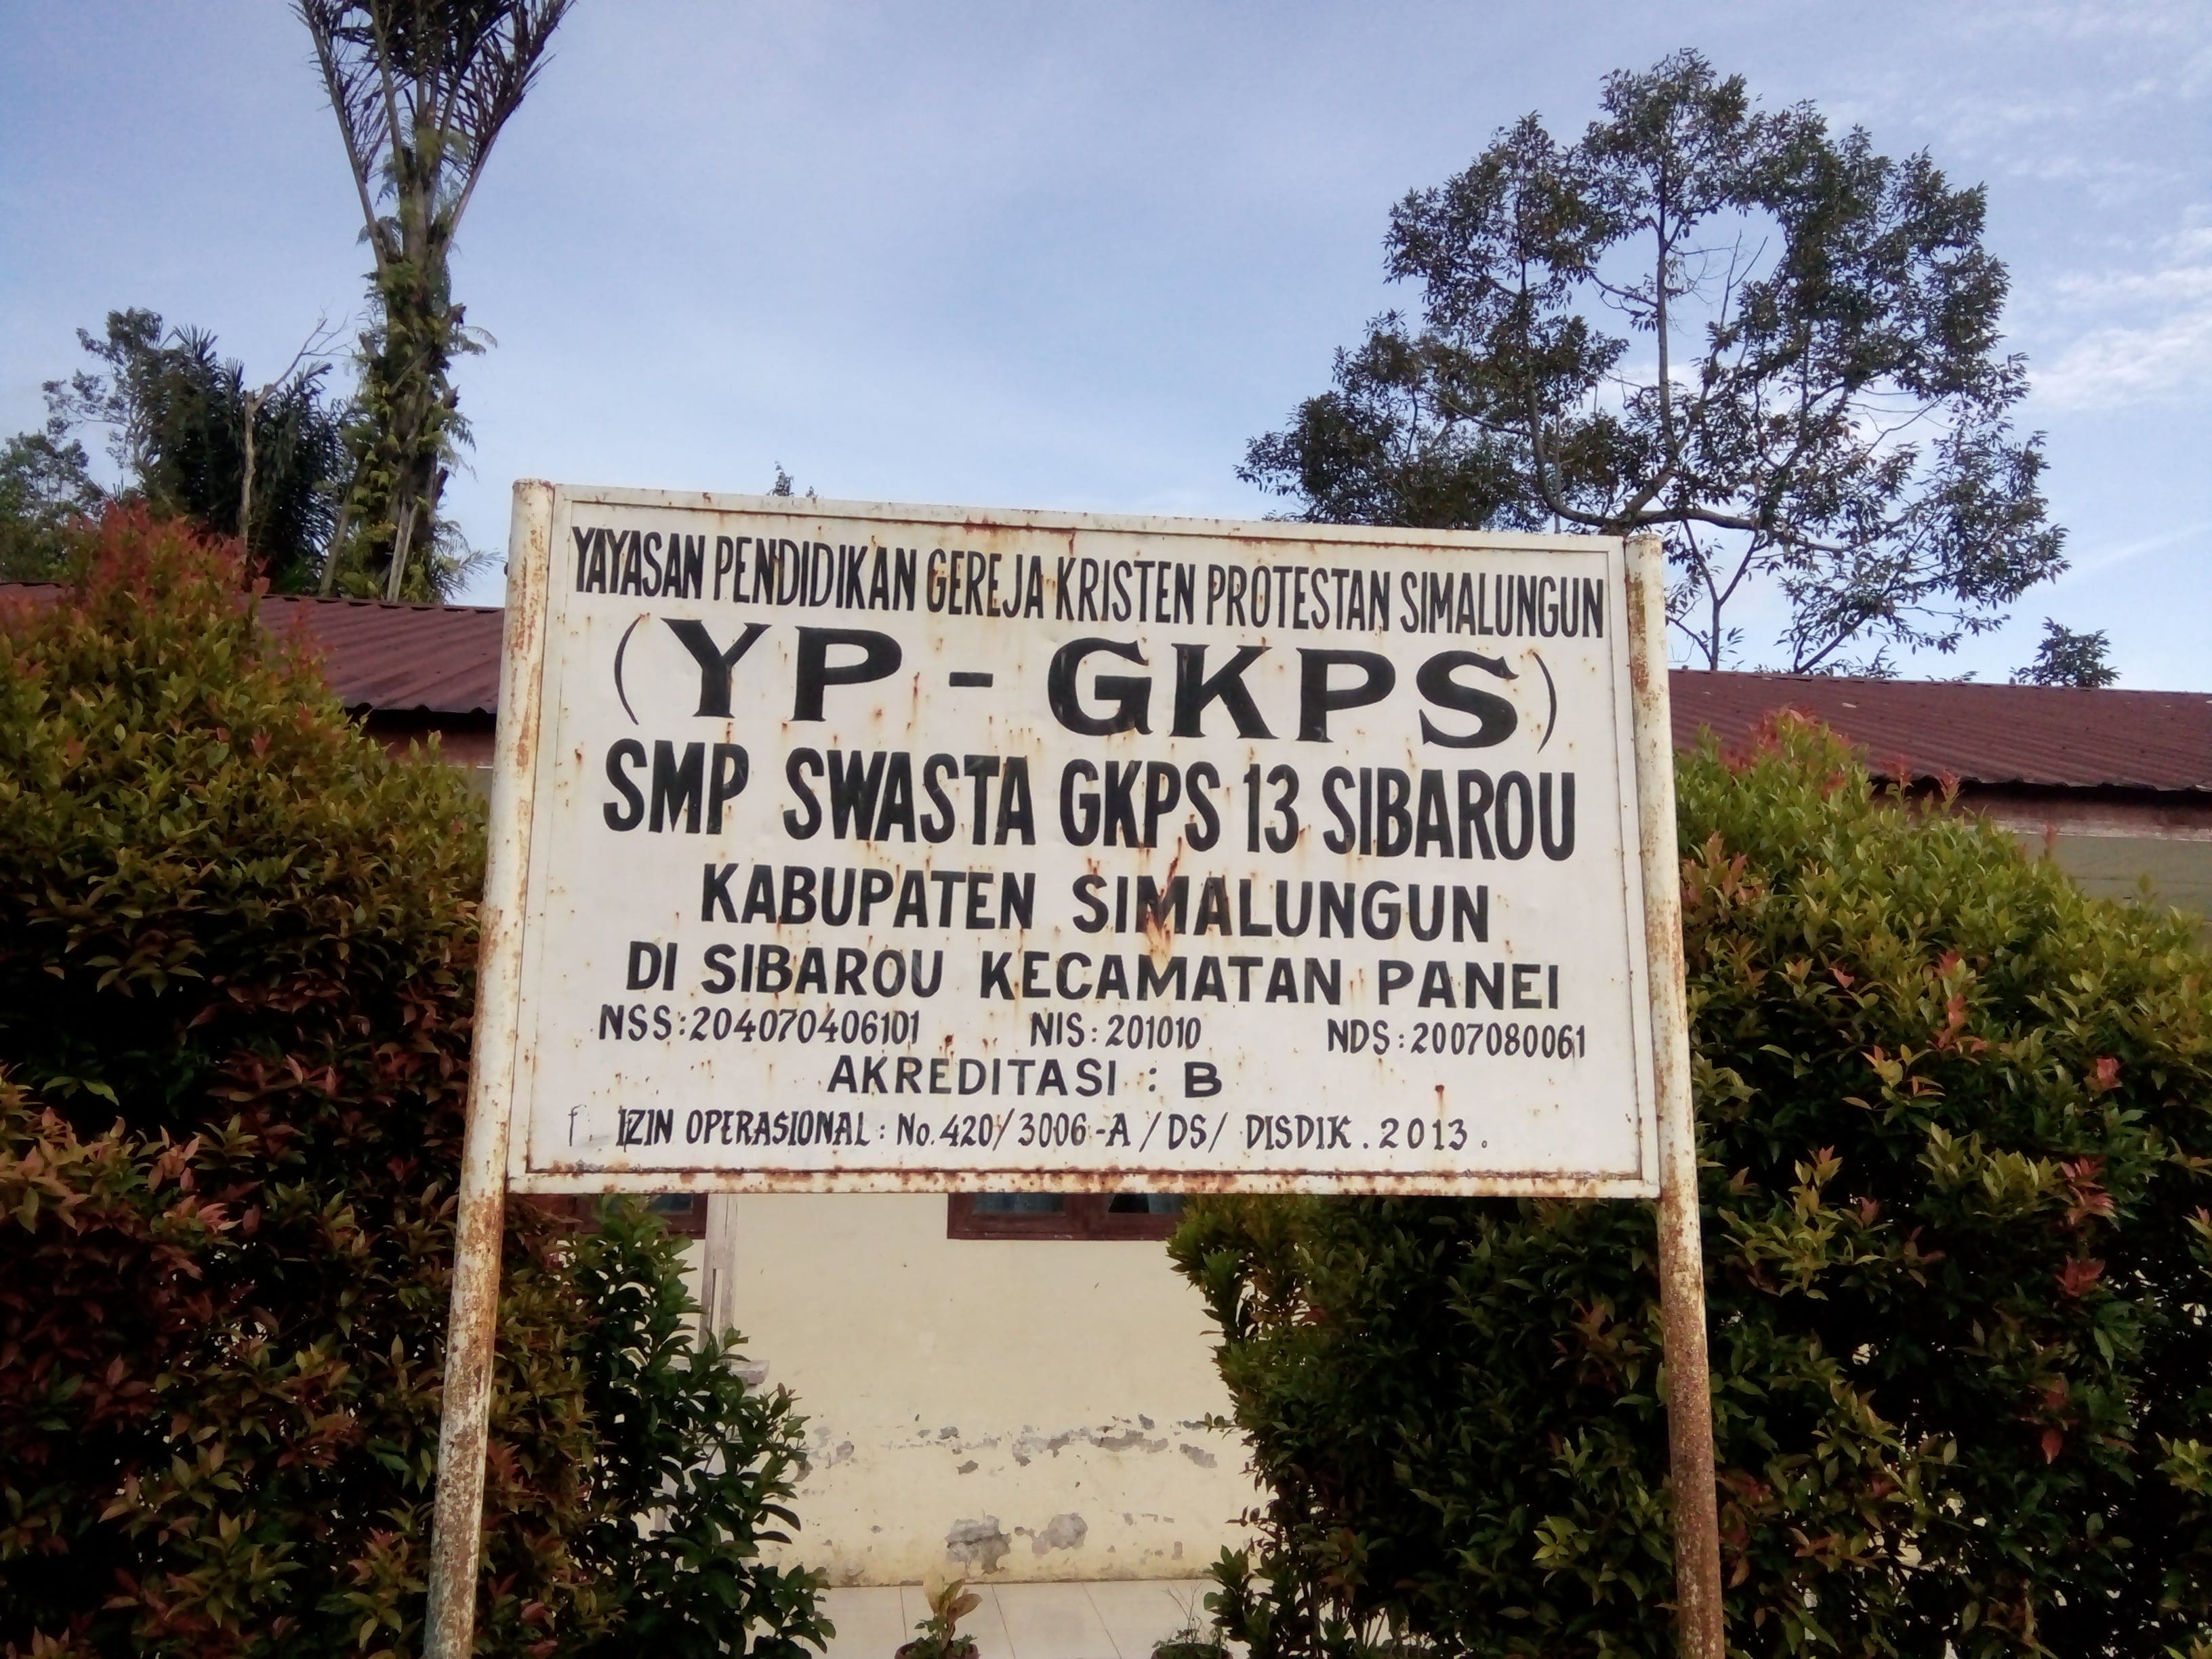 YAYASAN PENDIDIKAN GEREJA KRISTEN PROTESTAN SIMALUNGUN
(YP - GKPS)
SMP SWASTA GKPS 13 SIBAROU
KABUPATEN SIMALUNGUN
DI SIBAROU KECAMATAN PANEI
NSS:204070406101 NIS:201010 NDS:2007080061
AKREDITASI : B
IZIN OPERASIONAL : No.420/3006-A/DS/ DISDIK.2013.